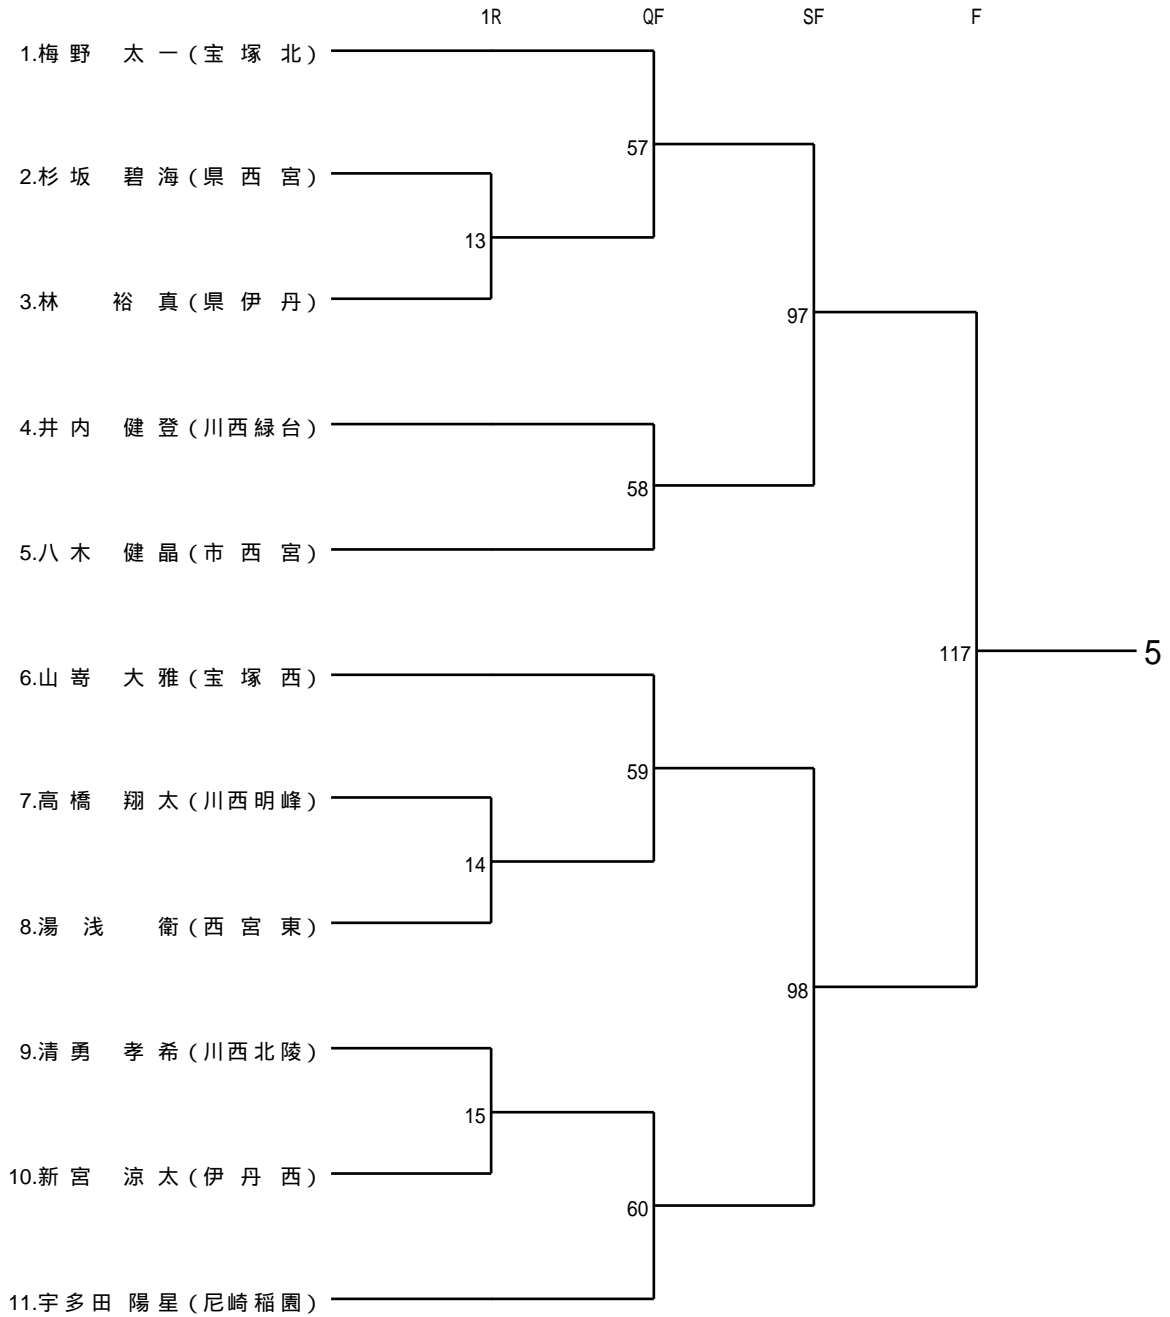 1R QF SF F
1.梅野 太一(宝塚北)
57
2.杉坂 碧海(県西宮)
13
3.林 裕真(県伊丹)
97
4.井内 健登(川西緑台)
58
5.八木 健晶(市西宮)
117 5
6.山嵜 大雅(宝塚西)
59
7.高橋 翔太(川西明峰)
14
8.湯浅 衛(西宮東)
98
9.清勇 孝希(川西北陵)
15
10.新宮 涼太(伊丹西)
60
11.宇多田 陽星(尼崎稲園)